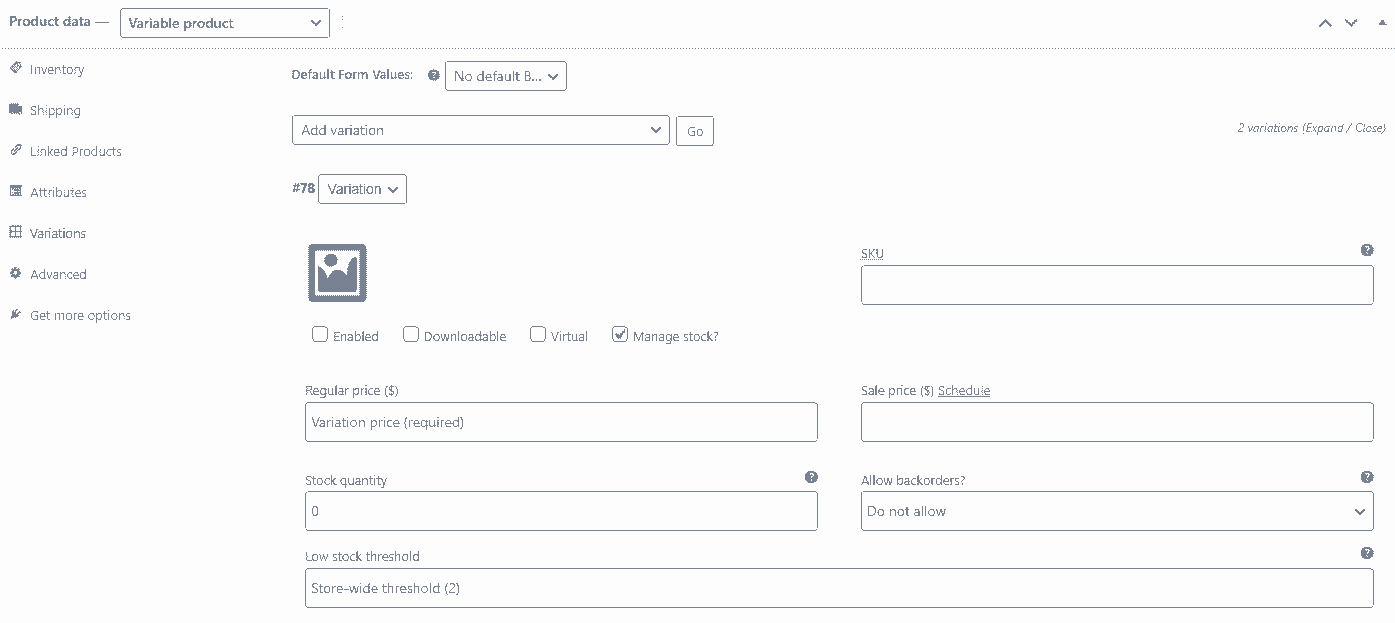 Product data — Variable product
Inventory
Shipping
Linked Products
Attributes
Variations
Advanced
Get more options
Default Form Values: No default B...
Add variation Go
2 variations (Expand / Close)
#78 Variation
SKU
Enabled Downloadable Virtual Manage stock?
Regular price ($) Sale price ($) Schedule
Variation price (required)
Stock quantity Allow backorders?
0 Do not allow
Low stock threshold
Store-wide threshold (2)